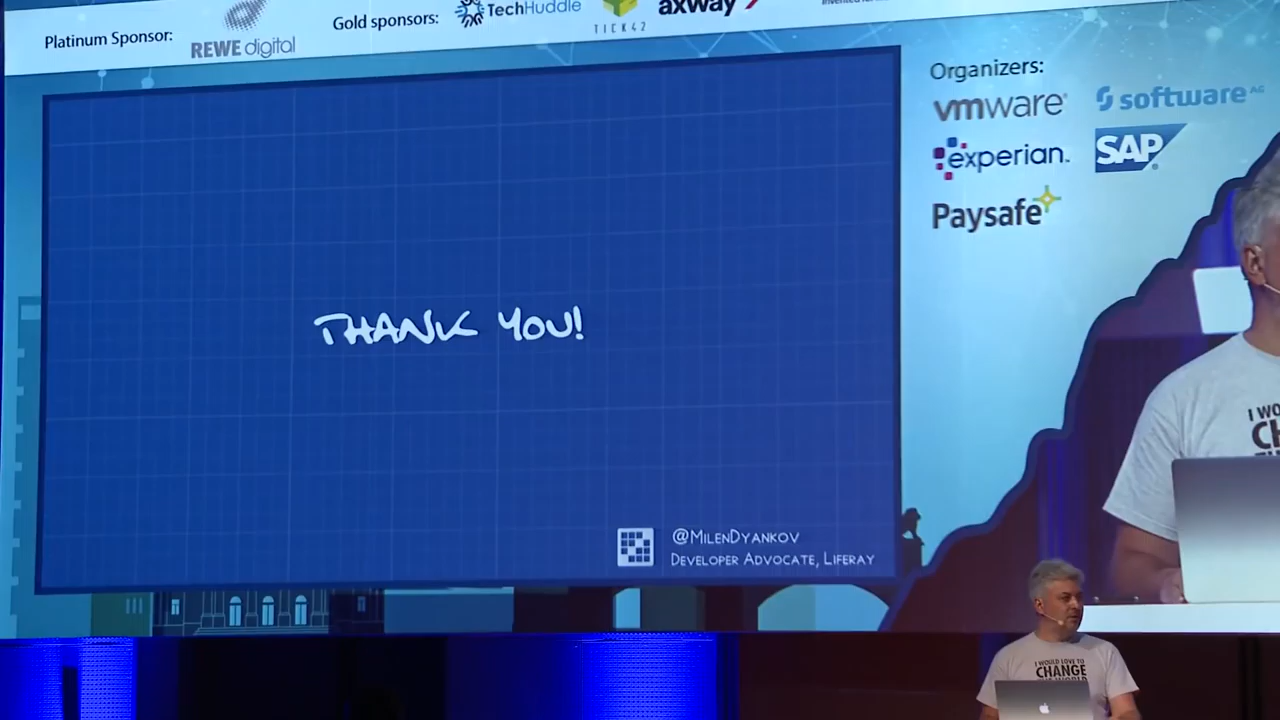 Platinum Sponsor:
REWE digital
Gold sponsors:
TechHuddle
TICK42
axway
Organizers:
vmware
software AG
experian.
SAP
Paysafe
THANK YOU!
@MILENDYANKOV
DEVELOPER ADVOCATE, LIFERAY
I WOULD LOVE TO
CHANGE